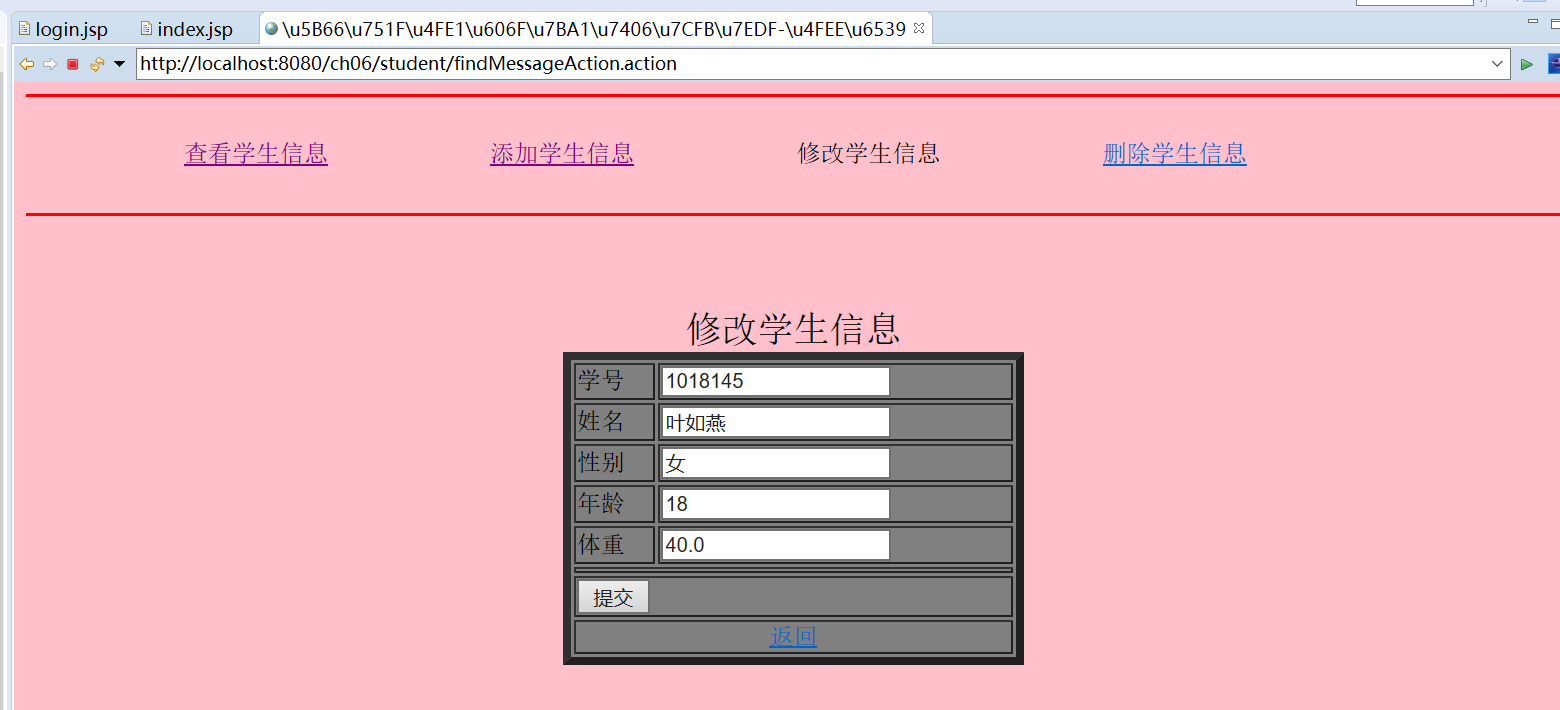 login.jsp index.jsp \u5B66\u751F\u4FE1\u606F\u7BA1\u7406\u7CFB\u7EDF-\u4FEE\u6539
http://localhost:8080/ch06/student/findMessageAction.action
查看学生信息 添加学生信息 修改学生信息 删除学生信息
修改学生信息
学号 1018145
姓名 叶如燕
性别 女
年龄 18
体重 40.0
提交
返回